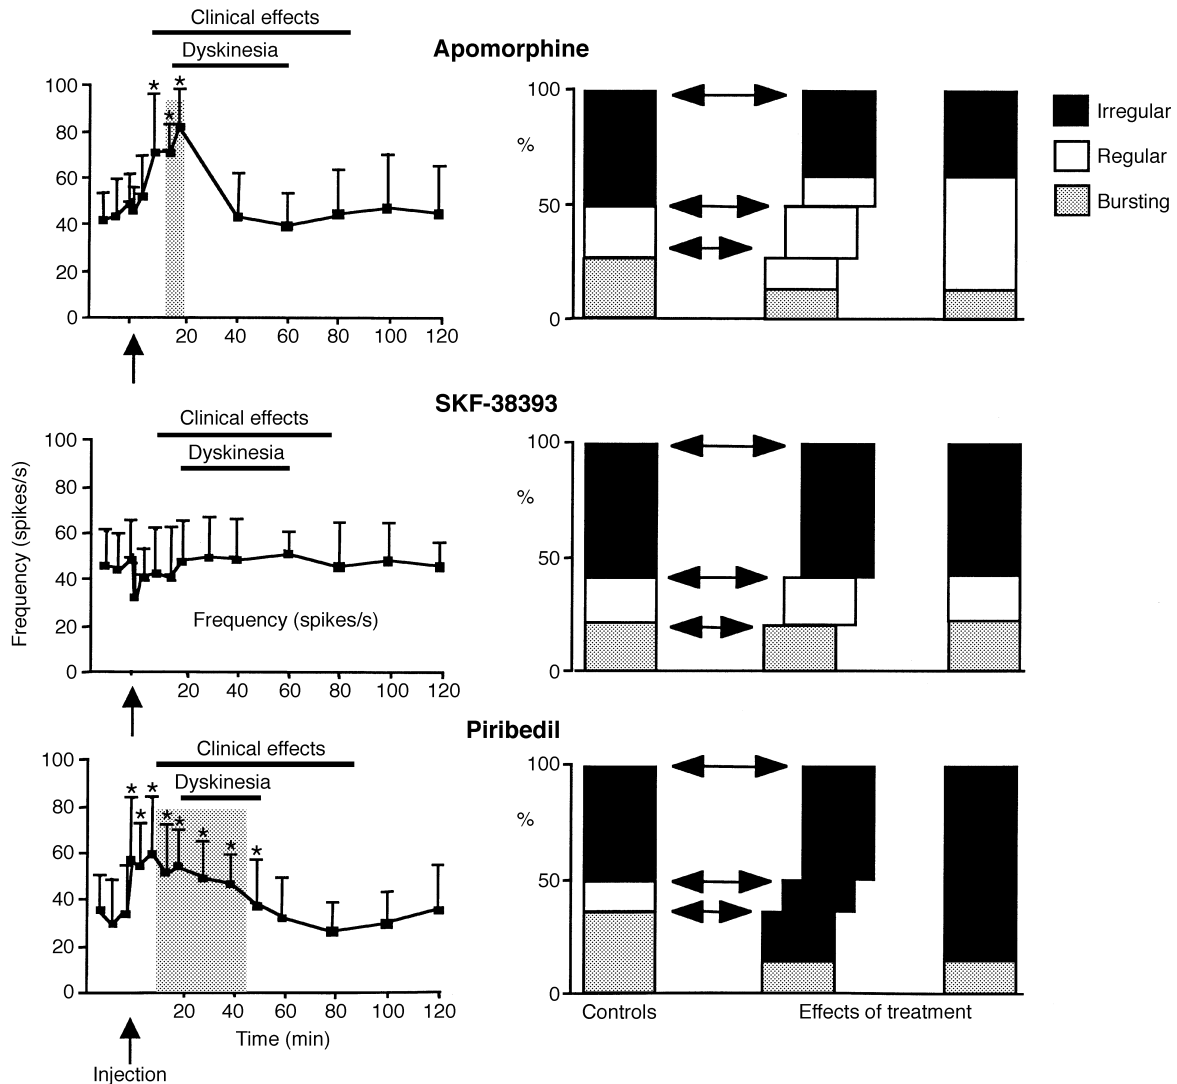 Clinical effects
Dyskinesia
Apomorphine
100
80
60
40
20
0
* * *
20 40 60 80 100 120
100
%
50
0
Irregular
Regular
Bursting
SKF-38393
Clinical effects
Dyskinesia
Frequency (spikes/s)
100
80
60
40
20
0
Frequency (spikes/s)
20 40 60 80 100 120
100
%
50
0
Piribedil
Clinical effects
Dyskinesia
100
80
60
40
20
0
* * * * * * * *
20 40 60 80 100 120
Time (min)
Injection
100
%
50
0
Controls
Effects of treatment